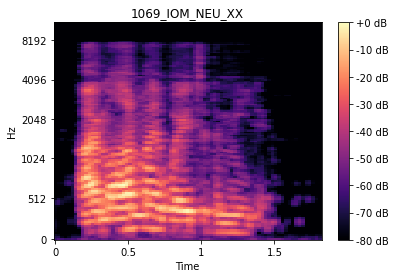 1069_IOM_NEU_XX
Hz
8192
4096
2048
1024
512
0
0
0.5
1
1.5
Time
+0 dB
-10 dB
-20 dB
-30 dB
-40 dB
-50 dB
-60 dB
-70 dB
-80 dB